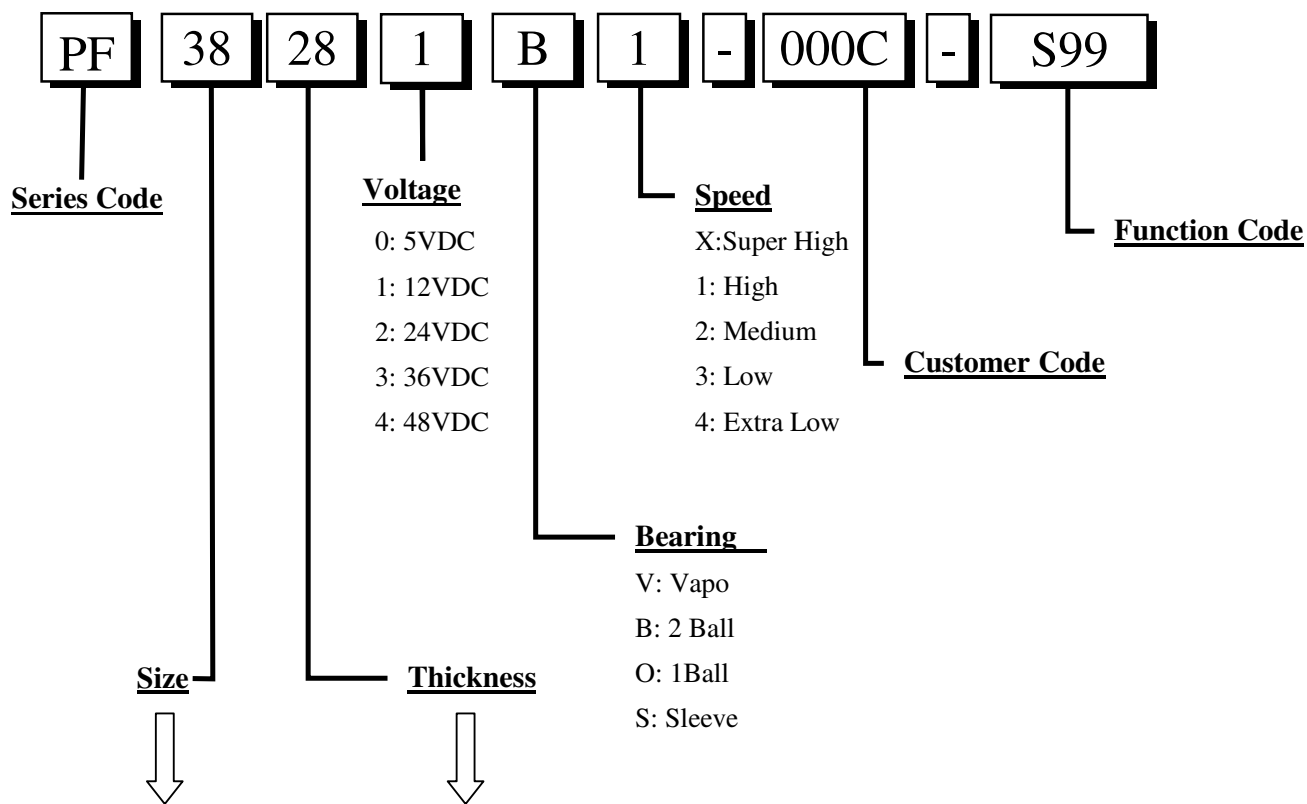 PF 38 28 1 B 1 - 000C - S99
Series Code
Voltage
0: 5VDC
1: 12VDC
2: 24VDC
3: 36VDC
4: 48VDC
Speed
X:Super High
1: High
2: Medium
3: Low
4: Extra Low
Function Code
Customer Code
Bearing
V: Vapo
B: 2 Ball
O: 1Ball
S: Sleeve
Size
Thickness